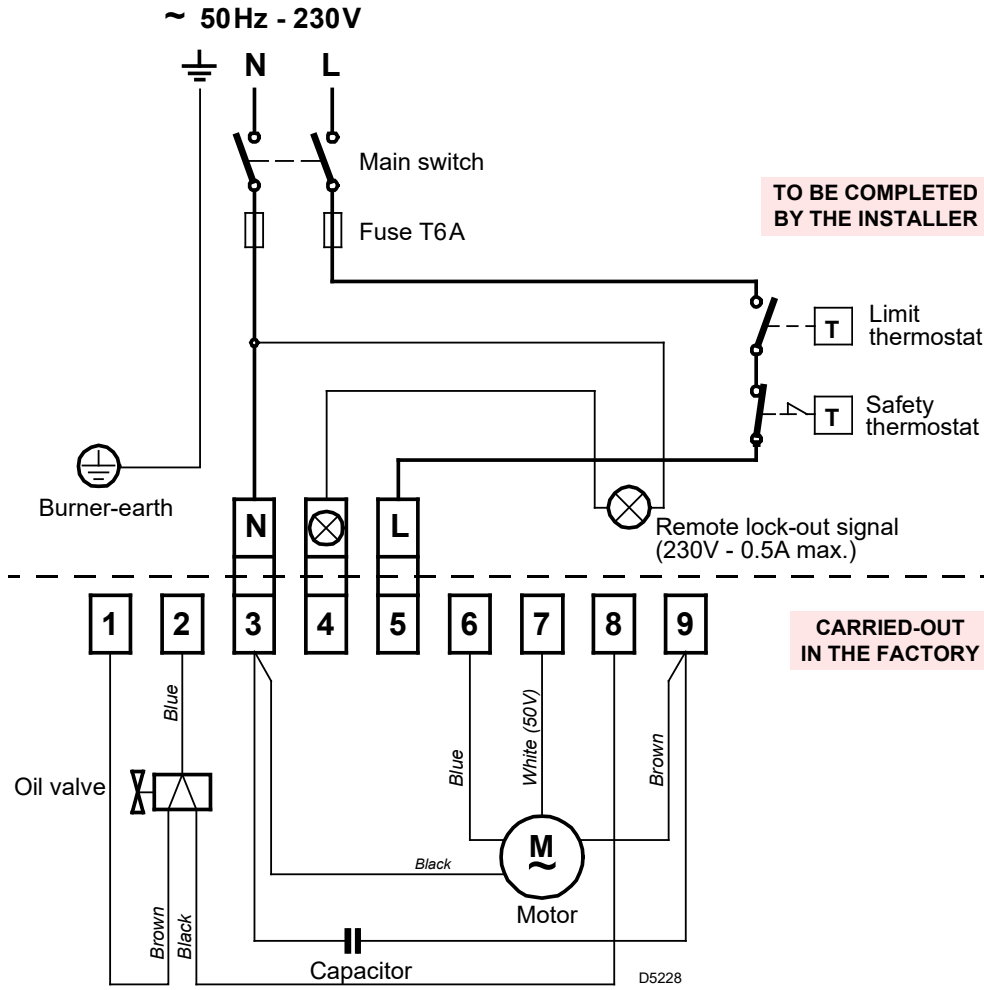 ~ 50Hz - 230V
N L
Main switch
Fuse T6A
TO BE COMPLETED
BY THE INSTALLER
T
Limit
thermostat
T
Safety
thermostat
Burner-earth
N L
Remote lock-out signal
(230V - 0.5A max.)
1 2 3 4 5 6 7 8 9
CARRIED-OUT
IN THE FACTORY
Blue
Blue
White (50V)
Brown
Oil valve
M
~
Black
Motor
Brown
Black
Capacitor
D5228